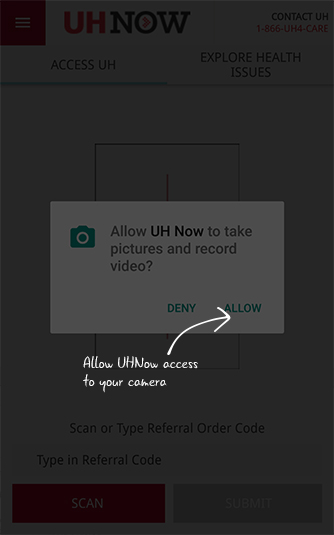 UH NOW
CONTACT UH
1-866-UH4-CARE
ACCESS UH
EXPLORE HEALTH
ISSUES
Allow UH Now to take
pictures and record
video?
DENY
ALLOW
Allow UHNow access
to your camera
Scan or Type Referral Order Code
Type in Referral Code
SCAN
SUBMIT